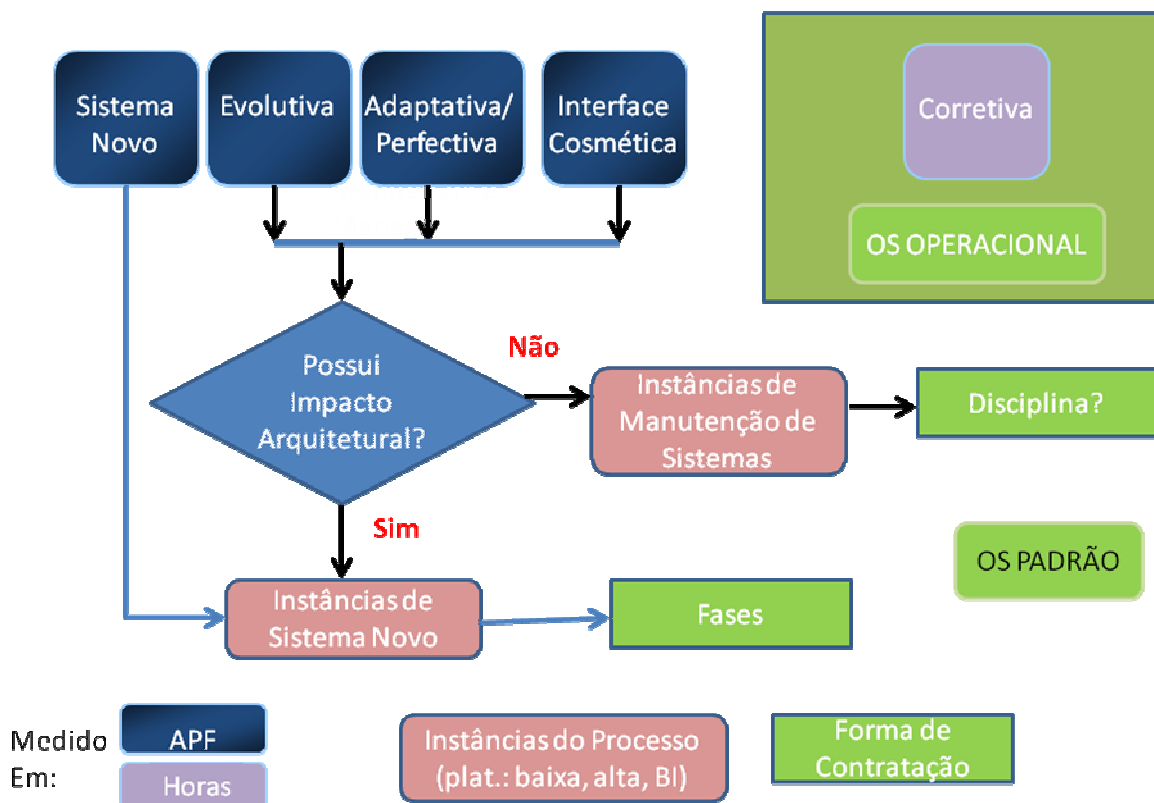 Sistema
Novo
Evolutiva
Adaptativa/
Perfectiva
Interface
Cosmética
Corretiva
OS OPERACIONAL
Possui
Impacto
Arquitetural?
Não
Instâncias de
Manutenção de
Sistemas
Disciplina?
Sim
OS PADRÃO
Instâncias de
Sistema Novo
Fases
Medido
Em:
APF
Horas
Instâncias do Processo
(plat.: baixa, alta, BI)
Forma de
Contratação